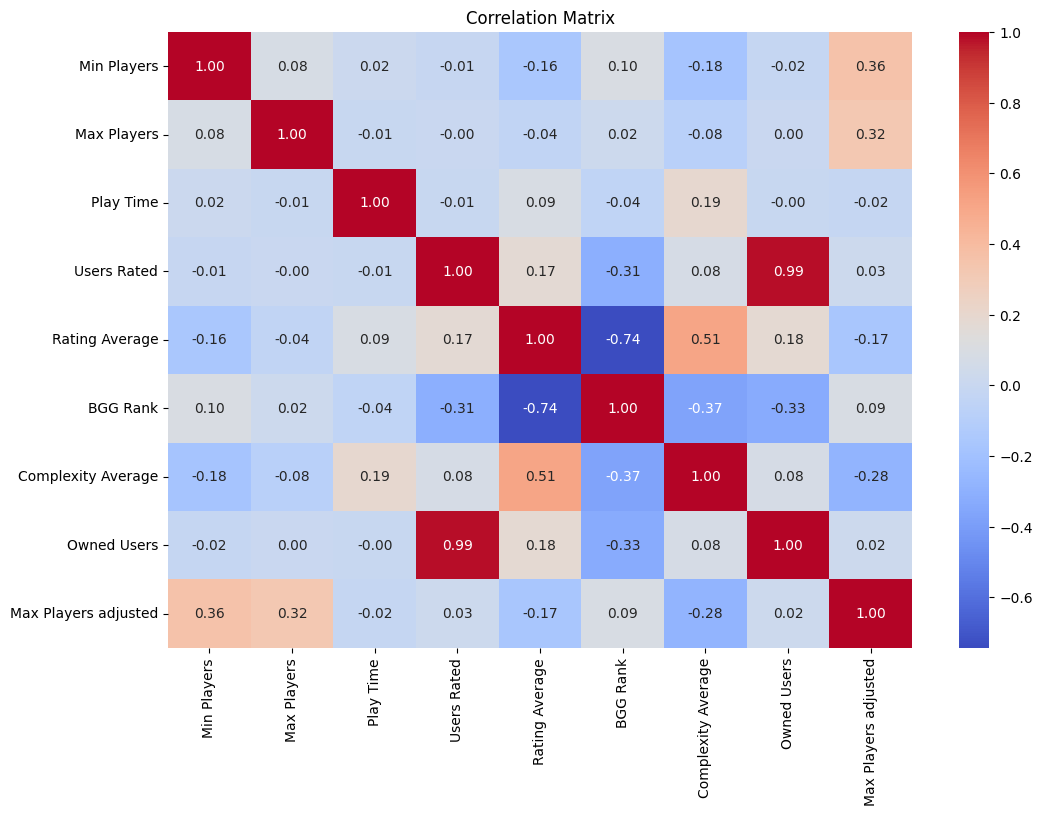 Correlation Matrix
Min Players 1.00 0.08 0.02 -0.01 -0.16 0.10 -0.18 -0.02 0.36
Max Players 0.08 1.00 -0.01 -0.00 -0.04 0.02 -0.08 0.00 0.32
Play Time 0.02 -0.01 1.00 -0.01 0.09 -0.04 0.19 -0.00 -0.02
Users Rated -0.01 -0.00 -0.01 1.00 0.17 -0.31 0.08 0.99 0.03
Rating Average -0.16 -0.04 0.09 0.17 1.00 -0.74 0.51 0.18 -0.17
BGG Rank 0.10 0.02 -0.04 -0.31 -0.74 1.00 -0.37 -0.33 0.09
Complexity Average -0.18 -0.08 0.19 0.08 0.51 -0.37 1.00 0.08 -0.28
Owned Users -0.02 0.00 -0.00 0.99 0.18 -0.33 0.08 1.00 0.02
Max Players adjusted 0.36 0.32 -0.02 0.03 -0.17 0.09 -0.28 0.02 1.00
Min Players
Max Players
Play Time
Users Rated
Rating Average
BGG Rank
Complexity Average
Owned Users
Max Players adjusted
1.0
0.8
0.6
0.4
0.2
0.0
−0.2
−0.4
−0.6